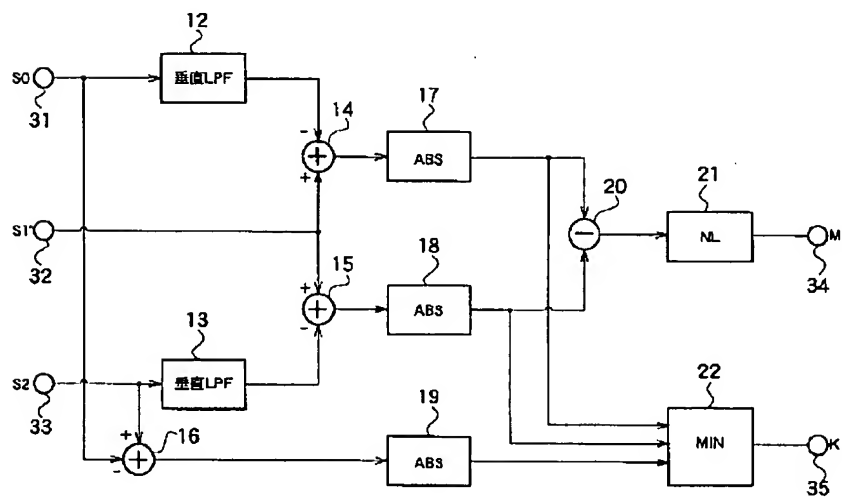 12
S0
垂直LPF
31
-
14
17
+
ABS
20
21
S1
32
-
NL
M
34
18
+
15
ABS
-
13
S2
垂直LPF
33
+
16
-
19
ABS
22
MIN
K
35